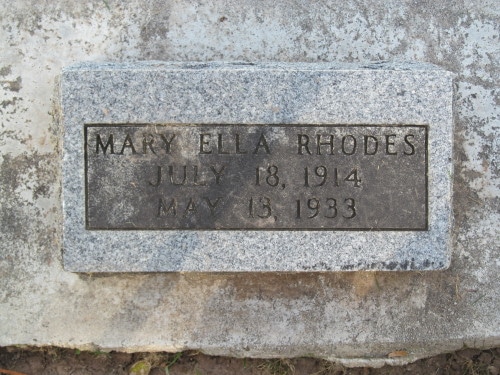 MARY ELLA RHODES
JULY 18, 1914
MAY 13, 1933